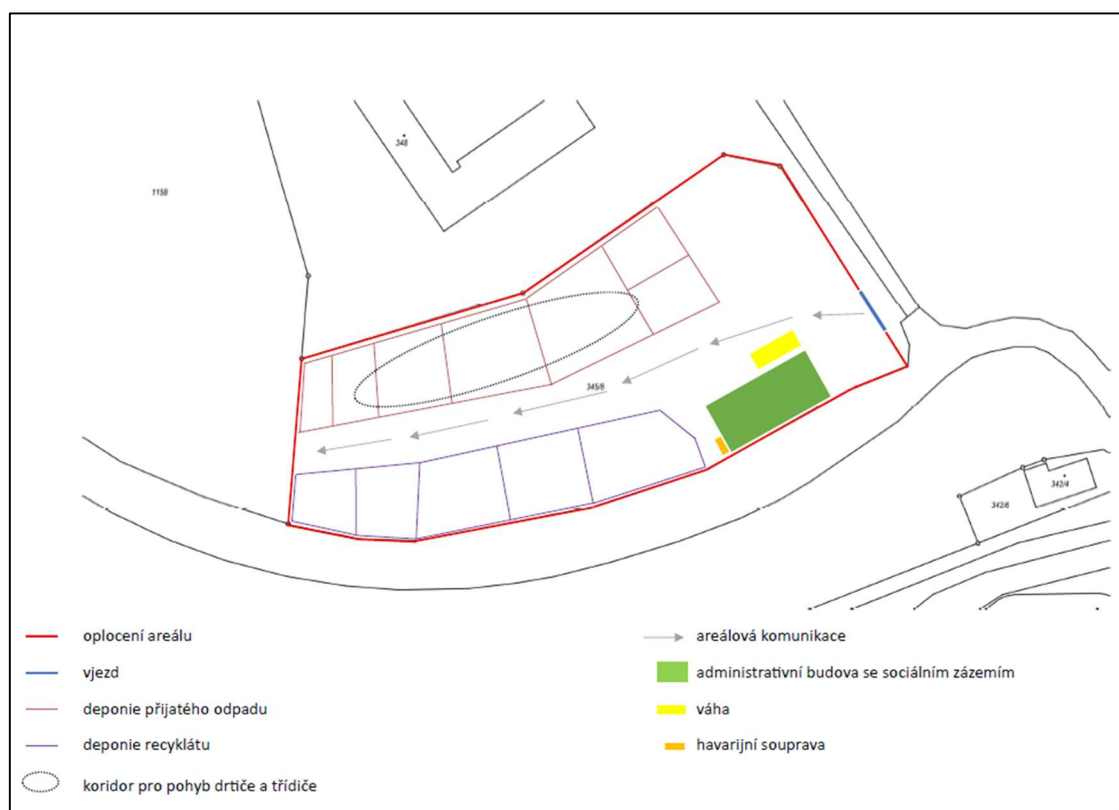 348
1158
345/8
342/4
342/6
oplocení areálu
vjezd
deponie přijatého odpadu
deponie recyklátu
koridor pro pohyb drtiče a třídiče
areálová komunikace
administrativní budova se sociálním zázemím
váha
havarijní souprava